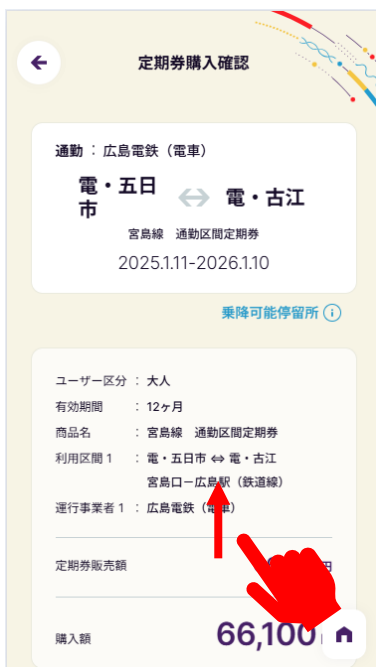 定期券購入確認
通勤 : 広島電鉄（電車）
電・五日市 ⇔ 電・古江
宮島線 通勤区間定期券
2025.1.11-2026.1.10
乗降可能停留所 i
ユーザー区分 : 大人
有効期間 : 12ヶ月
商品名 : 宮島線 通勤区間定期券
利用区間 1 : 電・五日市 ⇔ 電・古江
宮島口ー広島駅（鉄道線）
運行事業者 1 : 広島電鉄（電車）
定期券販売額 円
購入額 66,100